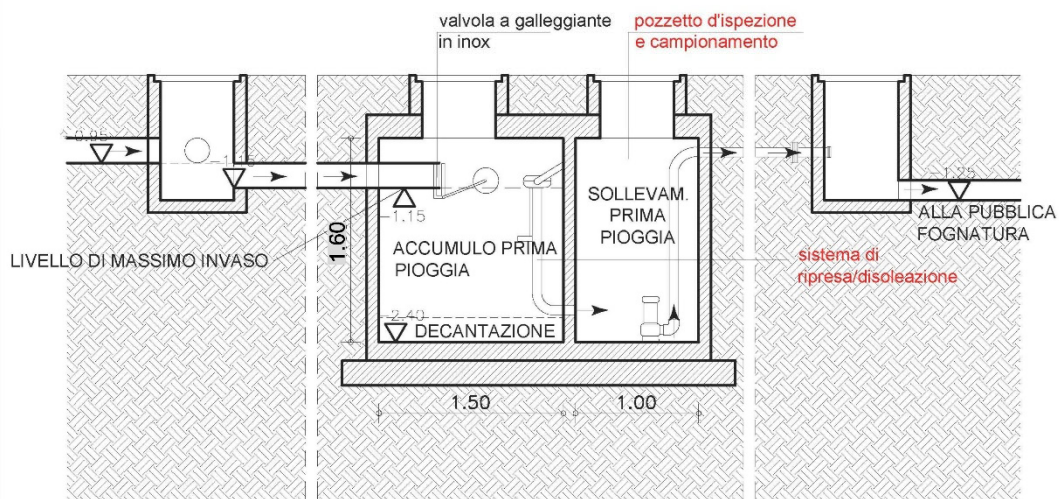 valvola a galleggiante
in inox
pozzetto d'ispezione
e campionamento
-0.95
-1.15
-1.15
LIVELLO DI MASSIMO INVASO
1.60
ACCUMULO PRIMA
PIOGGIA
SOLLEVAM.
PRIMA
PIOGGIA
-1.25
ALLA PUBBLICA
FOGNATURA
sistema di
ripresa/disoleazione
-2.40
DECANTAZIONE
1.50
1.00